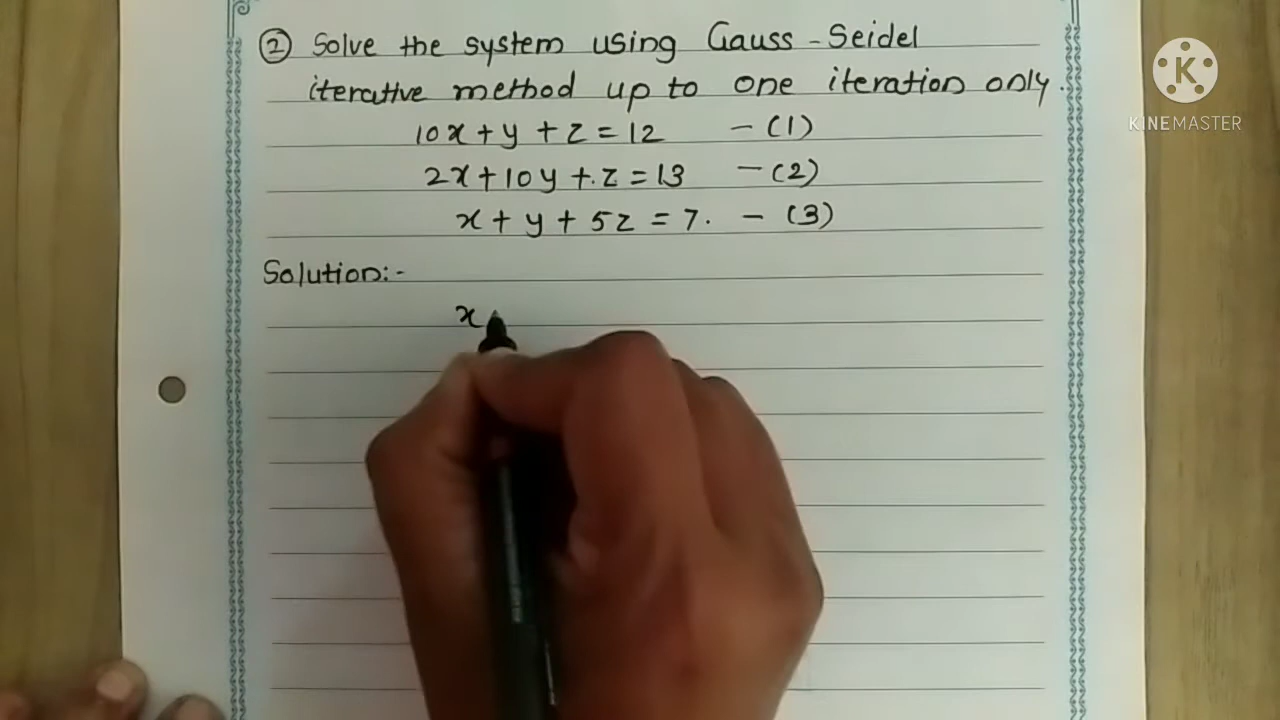 ② Solve the system using Gauss-Seidel
iterative method up to one iteration only.
10x + y + z = 12 - (1)
2x + 10y + z = 13 - (2)
x + y + 5z = 7. - (3)
Solution:-
x
K
KINEMASTER